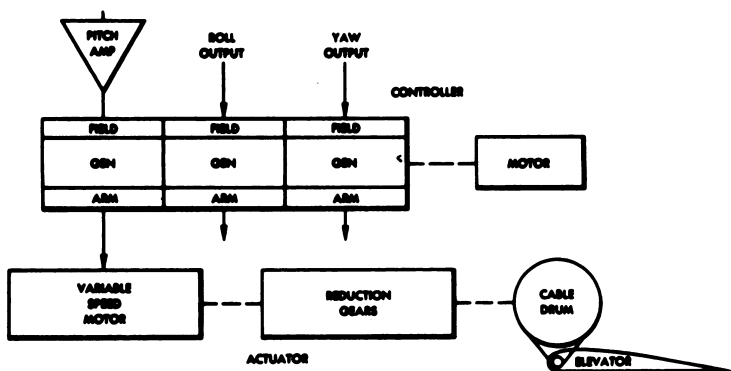 PITCH
AMP
ROLL
OUTPUT
YAW
OUTPUT
CONTROLLER
FIELD
FIELD
FIELD
GEN
GEN
GEN
MOTOR
ARM
ARM
ARM
VARIABLE
SPEED
MOTOR
REDUCTION
GEARS
CABLE
DRUM
ACTUATOR
ELEVATOR